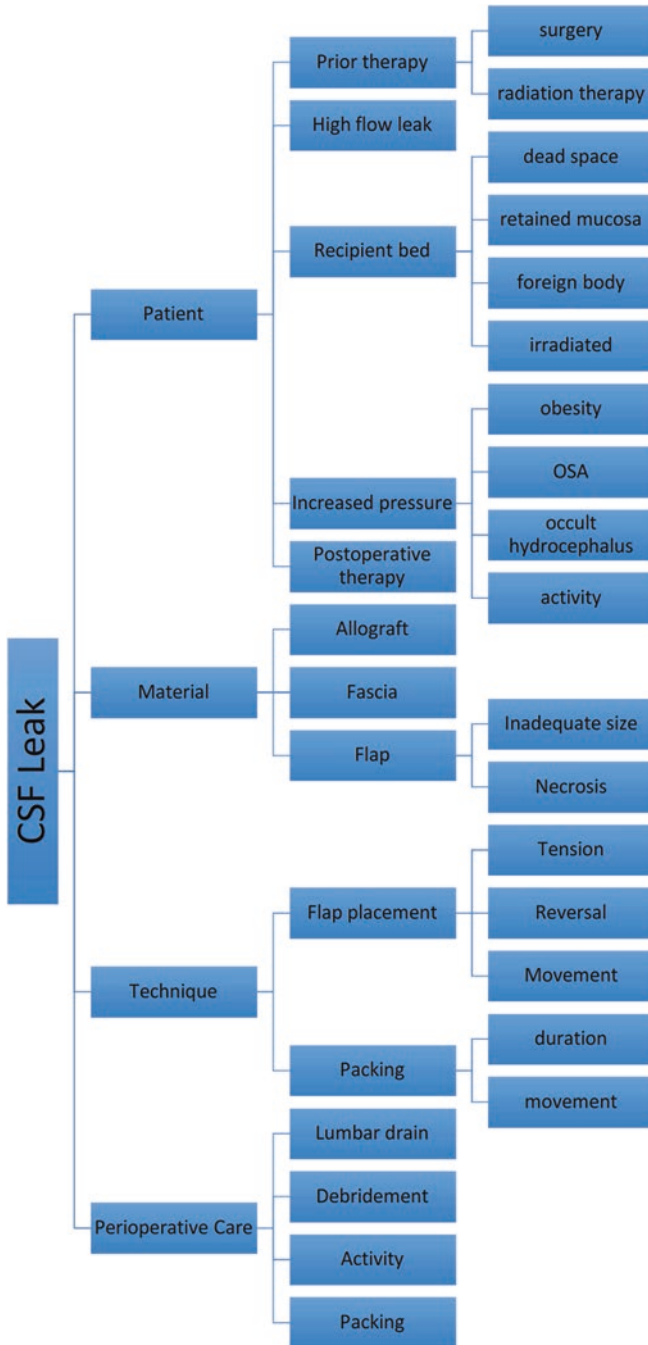 CSF Leak
Patient
Prior therapy
surgery
radiation therapy
High flow leak
Recipient bed
dead space
retained mucosa
foreign body
irradiated
Increased pressure
obesity
OSA
occult
hydrocephalus
activity
Postoperative
therapy
Material
Allograft
Fascia
Flap
Inadequate size
Necrosis
Technique
Flap placement
Tension
Reversal
Movement
Packing
duration
movement
Perioperative Care
Lumbar drain
Debridement
Activity
Packing